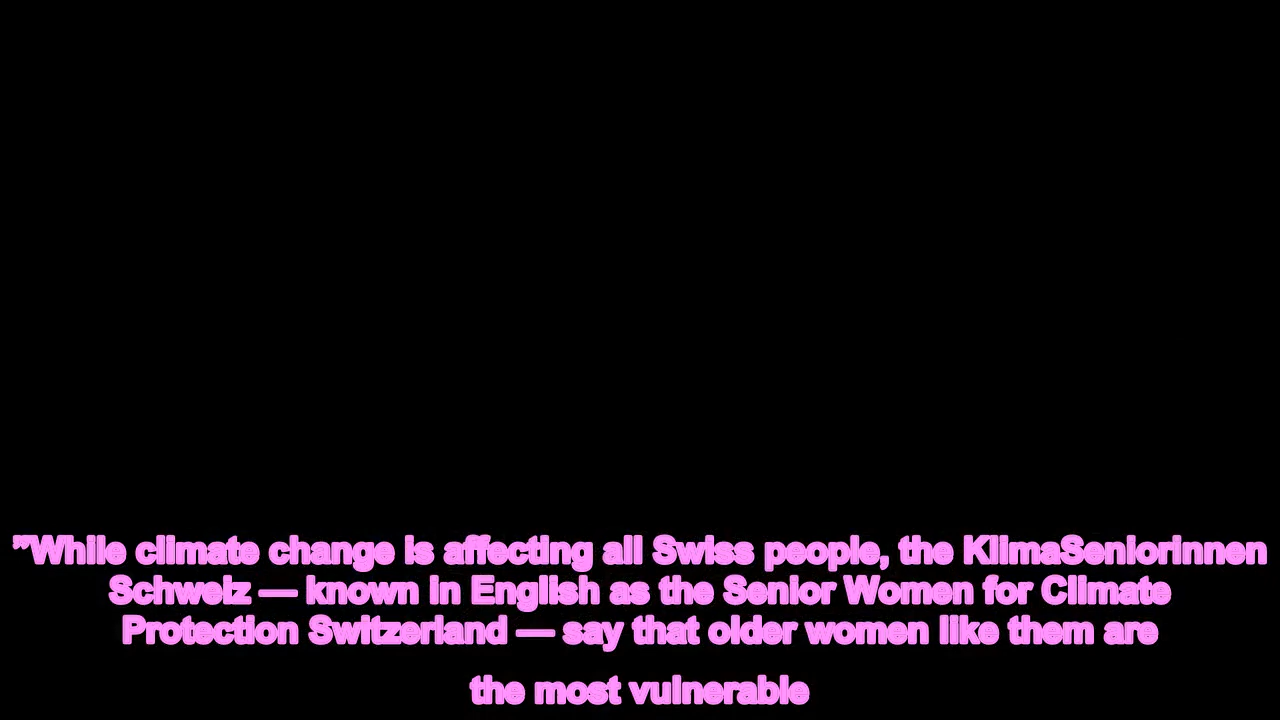 "While climate change is affecting all Swiss people, the KlimaSeniorinnen
Schweiz — known in English as the Senior Women for Climate
Protection Switzerland — say that older women like them are
the most vulnerable